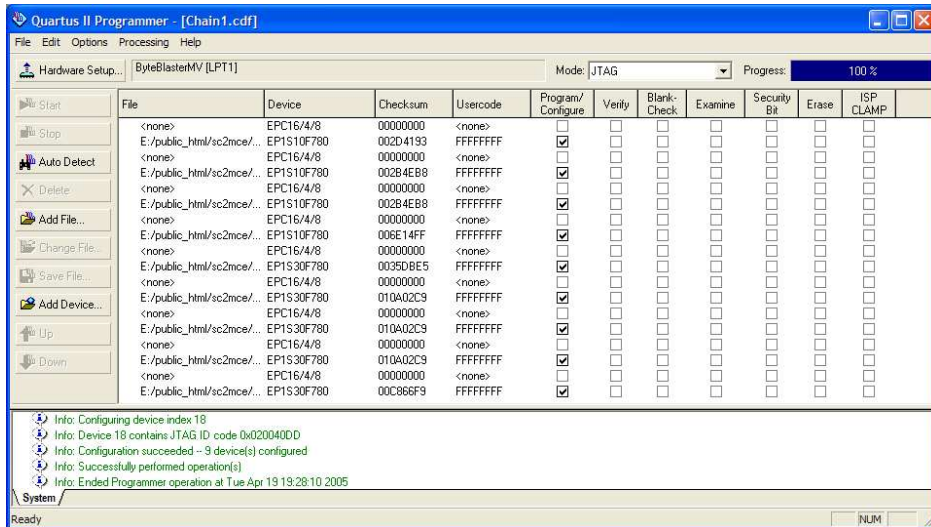 Quartus II Programmer - [Chain1.cdf]
File Edit Options Processing Help
Hardware Setup... ByteBlasterMV [LPT1] Mode: JTAG Progress: 100 %
Start
Stop
Auto Detect
Delete
Add File...
Change File...
Save File...
Add Device...
Up
Down
File Device Checksum Usercode Program/Configure Verify Blank-Check Examine Security Bit Erase ISP CLAMP
<none> EPC16/4/8 00000000 <none>
E:/public_html/sc2mce/... EP1S10F780 002D4193 FFFFFFFF
<none> EPC16/4/8 00000000 <none>
E:/public_html/sc2mce/... EP1S10F780 002B4EB8 FFFFFFFF
<none> EPC16/4/8 00000000 <none>
E:/public_html/sc2mce/... EP1S10F780 002B4EB8 FFFFFFFF
<none> EPC16/4/8 00000000 <none>
E:/public_html/sc2mce/... EP1S10F780 006E14FF FFFFFFFF
<none> EPC16/4/8 00000000 <none>
E:/public_html/sc2mce/... EP1S30F780 0035DBE5 FFFFFFFF
<none> EPC16/4/8 00000000 <none>
E:/public_html/sc2mce/... EP1S30F780 010A02C9 FFFFFFFF
<none> EPC16/4/8 00000000 <none>
E:/public_html/sc2mce/... EP1S30F780 010A02C9 FFFFFFFF
<none> EPC16/4/8 00000000 <none>
E:/public_html/sc2mce/... EP1S30F780 010A02C9 FFFFFFFF
<none> EPC16/4/8 00000000 <none>
E:/public_html/sc2mce/... EP1S30F780 00C866F9 FFFFFFFF
Info: Configuring device index 18
Info: Device 18 contains JTAG ID code 0x020040DD
Info: Configuration succeeded -- 9 device(s) configured
Info: Successfully performed operation(s)
Info: Ended Programmer operation at Tue Apr 19 19:28:10 2005
System
Ready NUM